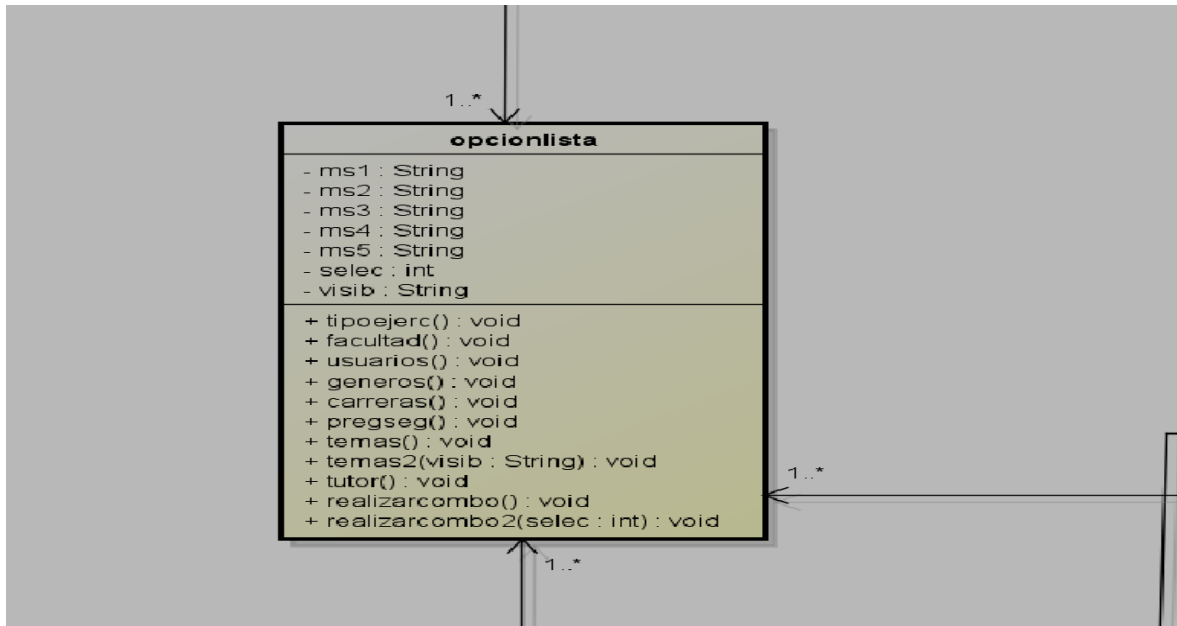 1..*
opcionlista
- ms1 : String
- ms2 : String
- ms3 : String
- ms4 : String
- ms5 : String
- selec : int
- visib : String
+ tipoejerc() : void
+ facultad() : void
+ usuarios() : void
+ generos() : void
+ carreras() : void
+ pregseg() : void
+ temas() : void
+ temas2(visib : String) : void
+ tutor() : void
+ realizarcombo() : void
+ realizarcombo2(selec : int) : void
1..*
1..*